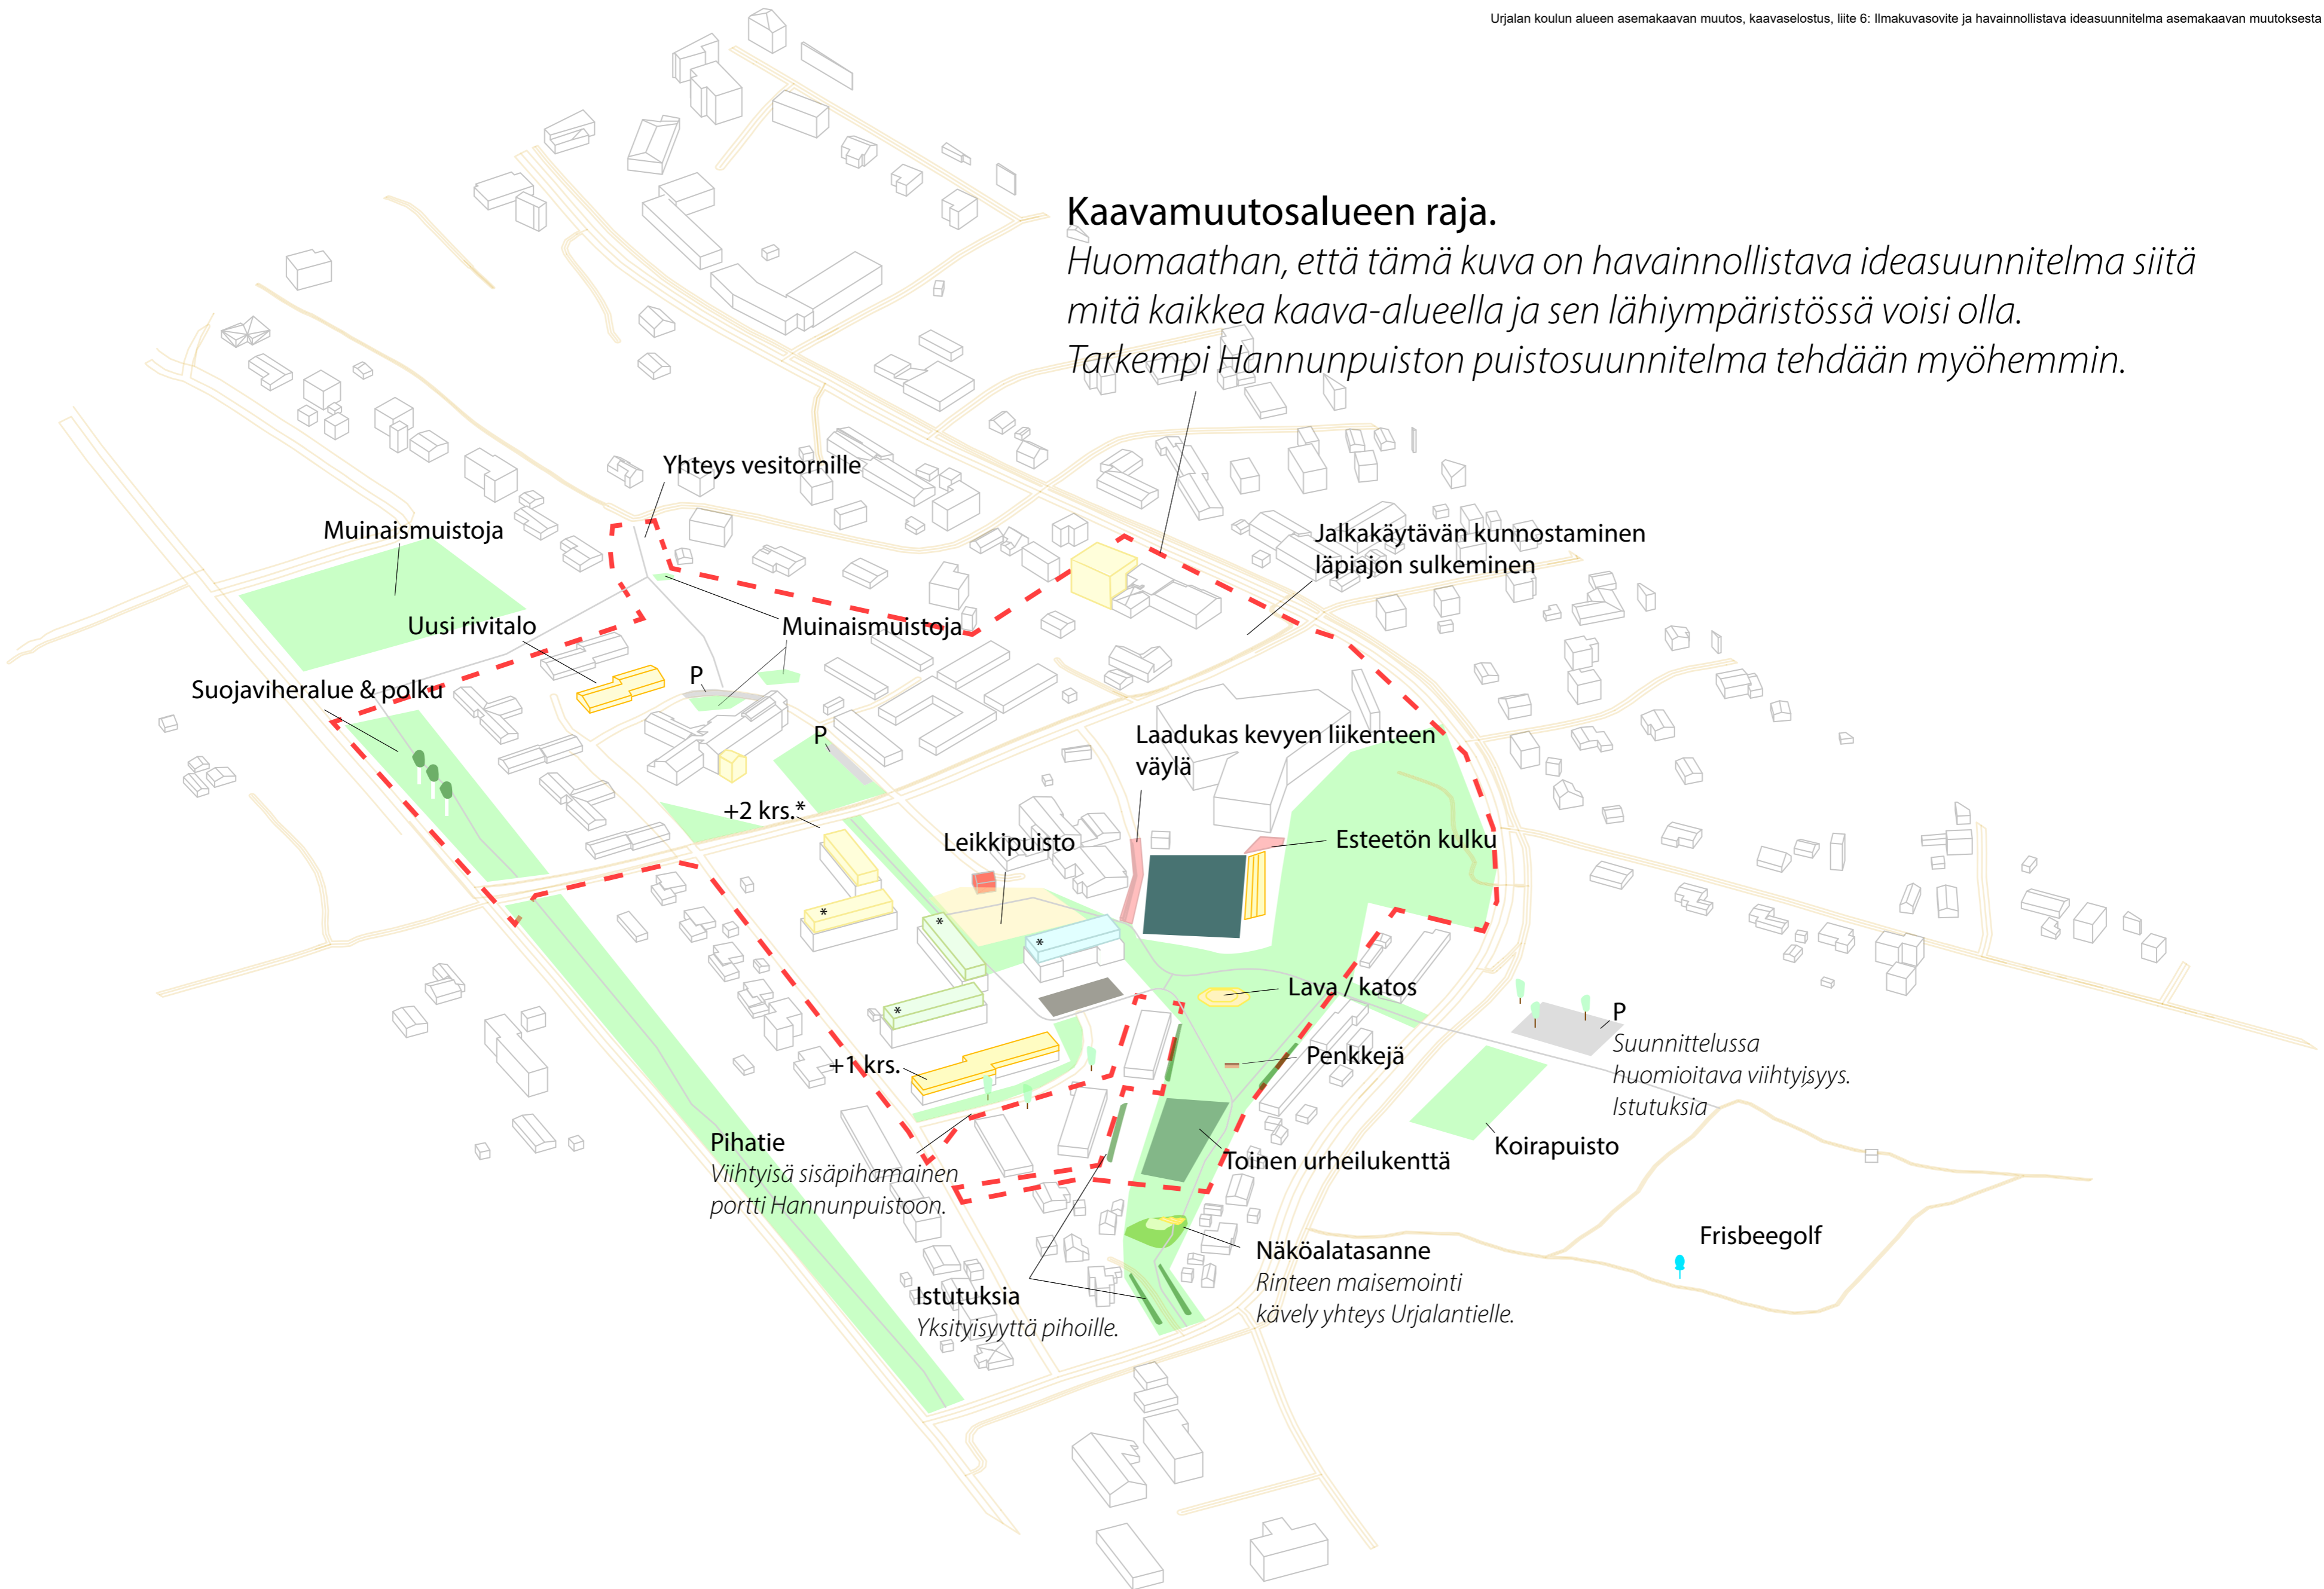 Urjalan koulun alueen asemakaavan muutos, kaavaselostus, liite 6: Ilmakuvasovite ja havainnollistava ideasuunnitelma asemakaavan muutoksesta
Kaavamuutosalueen raja.
Huomaathan, että tämä kuva on havainnollistava ideasuunnitelma siitä
mitä kaikkea kaava-alueella ja sen lähiympäristössä voisi olla.
Tarkempi Hannunpuiston puistosuunnitelma tehdään myöhemmin.
Yhteys vesitornille
Muinaismuistoja
Jalkakäytävän kunnostaminen
läpiajon sulkeminen
Uusi rivitalo
Muinaismuistoja
Suojaviheralue & polku
P
P
Laadukas kevyen liikenteen
väylä
+2 krs.*
Leikkipuisto
Esteetön kulku
*
*
*
*
Lava / katos
P
Suunnittelussa
huomioitava viihtyisyys.
Istutuksia
+1 krs.
Penkkejä
Pihatie
Viihtyisä sisäpihamainen
portti Hannunpuistoon.
Toinen urheilukenttä
Koirapuisto
Frisbeegolf
Näköalatasanne
Rinteen maisemointi
kävely yhteys Urjalantielle.
Istutuksia
Yksityisyyttä pihoille.